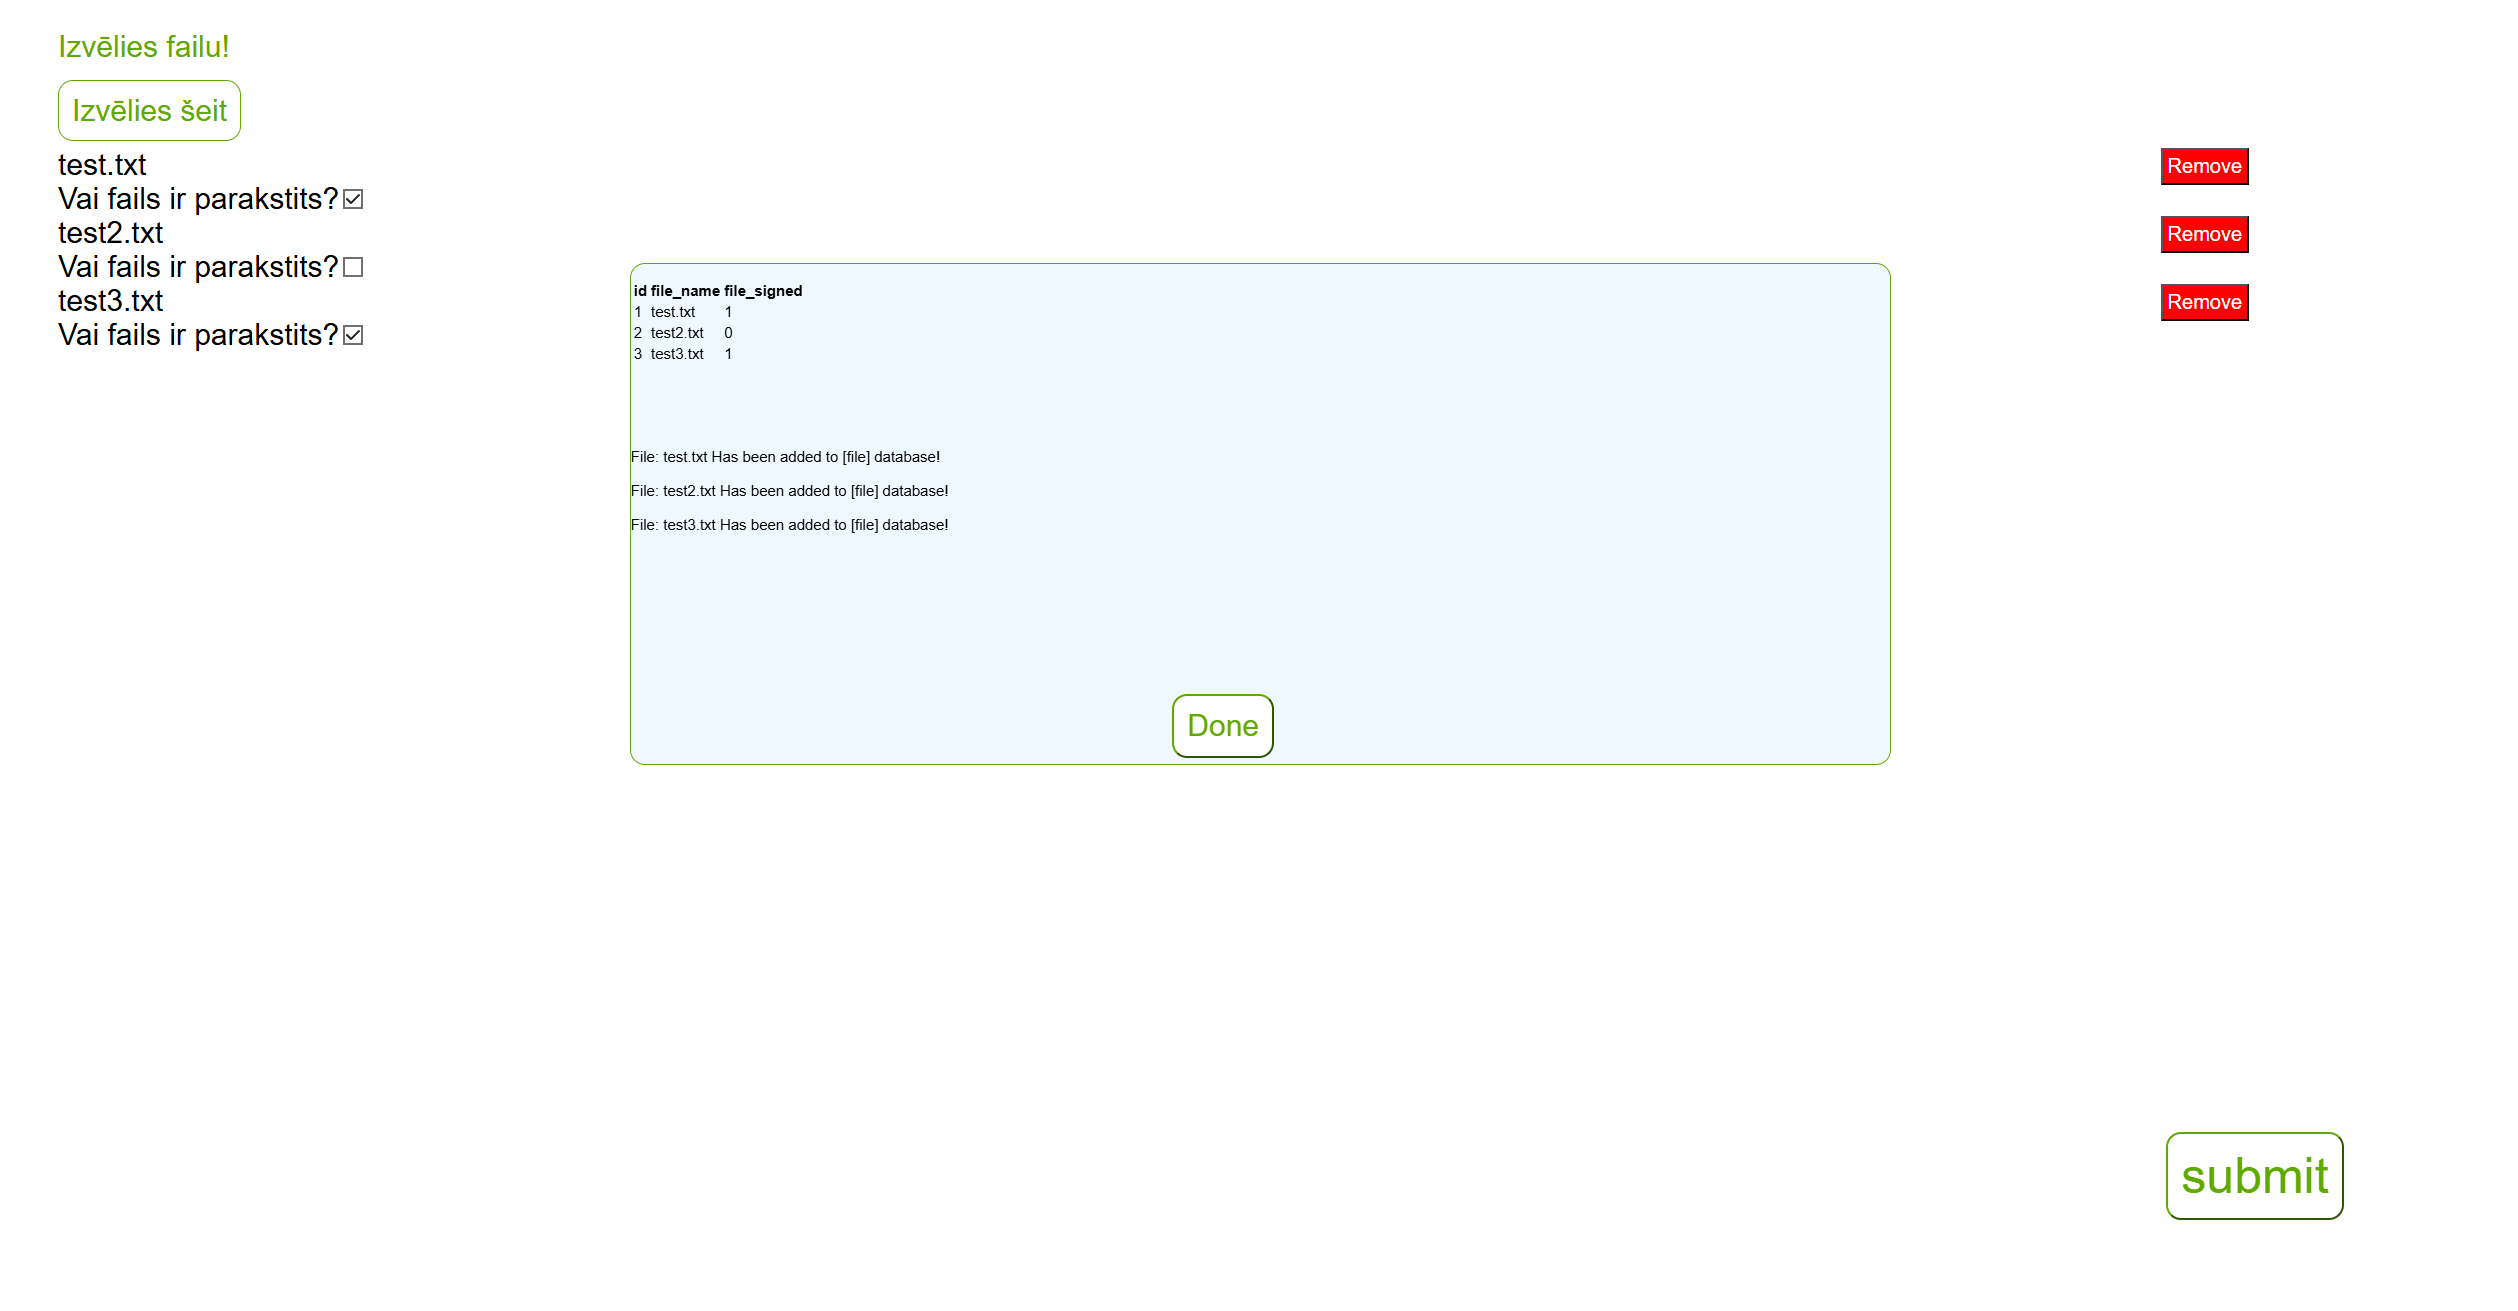 Izvēlies failu!
Izvēlies šeit
test.txt
Remove
Vai fails ir parakstits?
test2.txt
Remove
Vai fails ir parakstits?
test3.txt
Remove
Vai fails ir parakstits?
id file_name file_signed
1 test.txt 1
2 test2.txt 0
3 test3.txt 1
File: test.txt Has been added to [file] database!
File: test2.txt Has been added to [file] database!
File: test3.txt Has been added to [file] database!
Done
submit